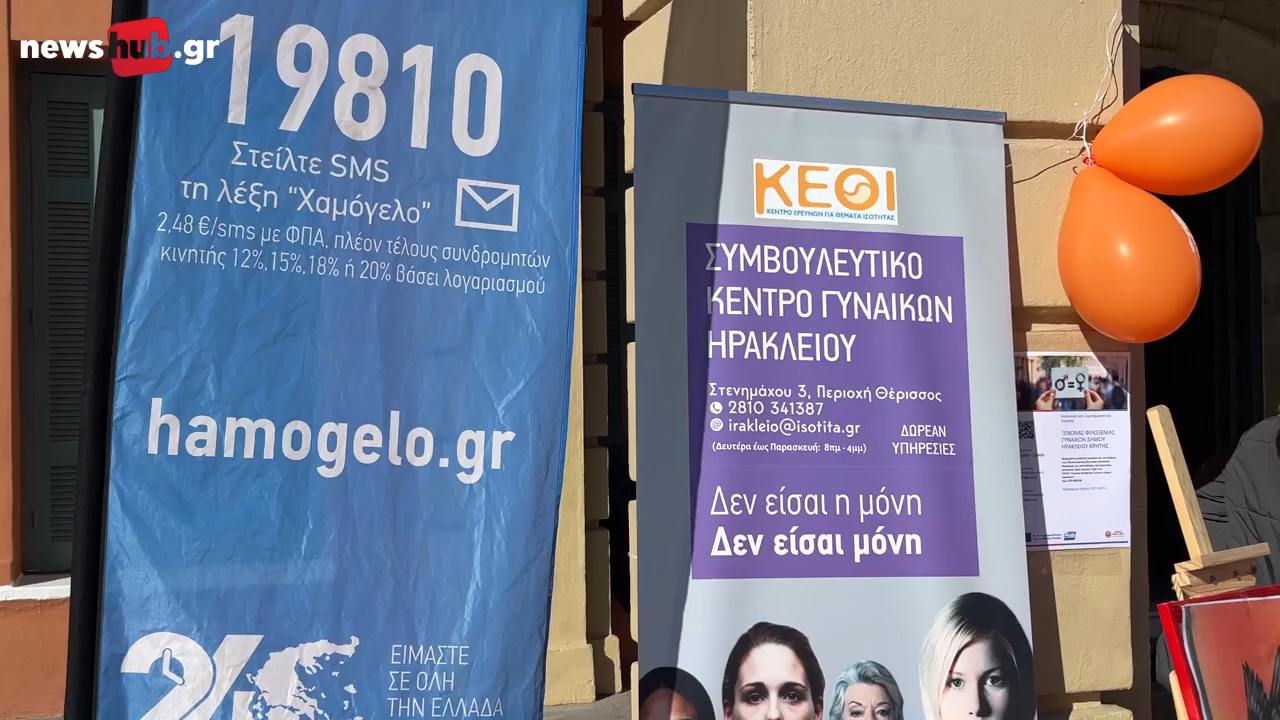 newshub.gr
19810
Στείλτε SMS
τη λέξη “Χαμόγελο”
2,48 €/sms με ΦΠΑ, πλέον τέλους συνδρομητών
κινητής 12%,15%,18% ή 20% βάσει λογαριασμού
hamogelo.gr
24
ΕΙΜΑΣΤΕ
ΣΕ ΟΛΗ
ΤΗΝ ΕΛΛΑΔΑ
ΚΕΘΙ
ΚΕΝΤΡΟ ΕΡΕΥΝΩΝ ΓΙΑ ΘΕΜΑΤΑ ΙΣΟΤΗΤΑΣ
ΣΥΜΒΟΥΛΕΥΤΙΚΟ
ΚΕΝΤΡΟ ΓΥΝΑΙΚΩΝ
ΗΡΑΚΛΕΙΟΥ
Στενημάχου 3, Περιοχή Θέρισσος
2810 341387
irakleio@isotita.gr
(Δευτέρα έως Παρασκευή: 8πμ-4μμ)
ΔΩΡΕΑΝ
ΥΠΗΡΕΣΙΕΣ
Δεν είσαι η μόνη
Δεν είσαι μόνη
ΞΕΝΩΝΑΣ ΦΙΛΟΞΕΝΙΑΣ
ΓΥΝΑΙΚΩΝ ΔΗΜΟΥ
ΗΡΑΚΛΕΙΟΥ ΚΡΗΤΗΣ